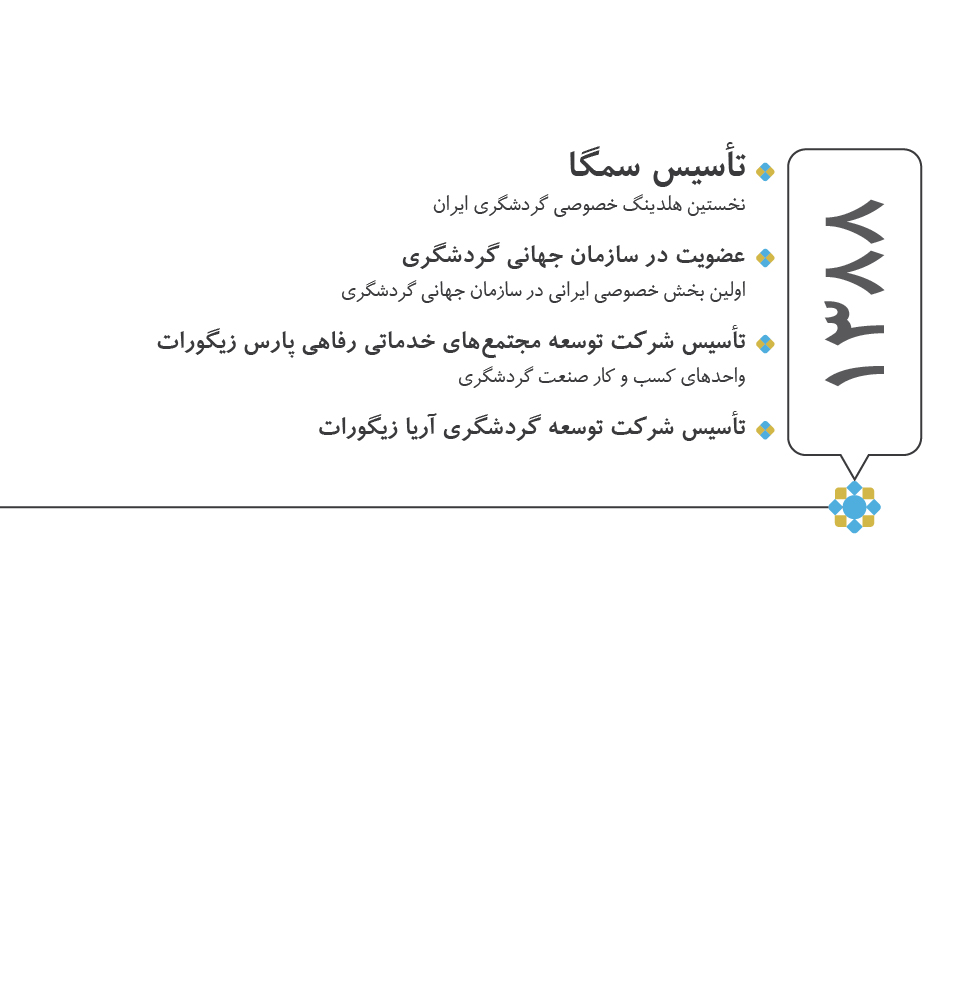 ۱۳۸۸
تأسیس سمگا
نخستین هلدینگ خصوصی گردشگری ایران
عضویت در سازمان جهانی گردشگری
اولین بخش خصوصی ایرانی در سازمان جهانی گردشگری
تأسیس شرکت توسعه مجتمع‌های خدماتی رفاهی پارس زیگورات
واحدهای کسب و کار صنعت گردشگری
تأسیس شرکت توسعه گردشگری آریا زیگورات